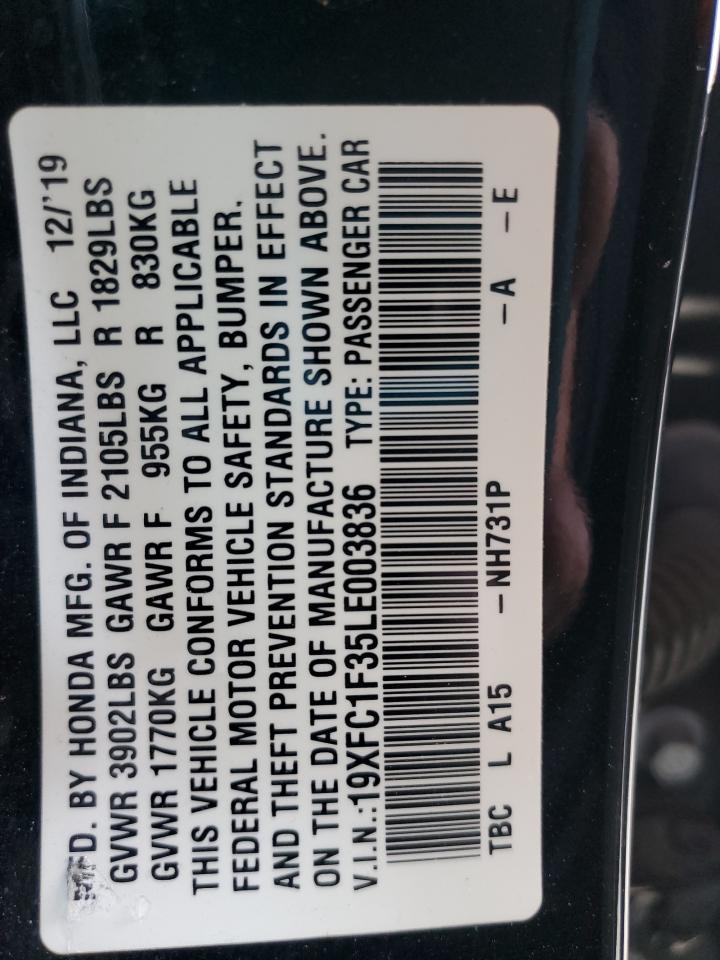 MFD. BY HONDA MFG. OF INDIANA, LLC 12/'19
GVWR 3902LBS GAWR F 2105LBS R 1829LBS
GVWR 1770KG GAWR F 955KG R 830KG
THIS VEHICLE CONFORMS TO ALL APPLICABLE
FEDERAL MOTOR VEHICLE SAFETY, BUMPER,
AND THEFT PREVENTION STANDARDS IN EFFECT
ON THE DATE OF MANUFACTURE SHOWN ABOVE.
V.I.N.:19XFC1F35LE003836 TYPE: PASSENGER CAR
TBC L A15 -NH731P -A -E